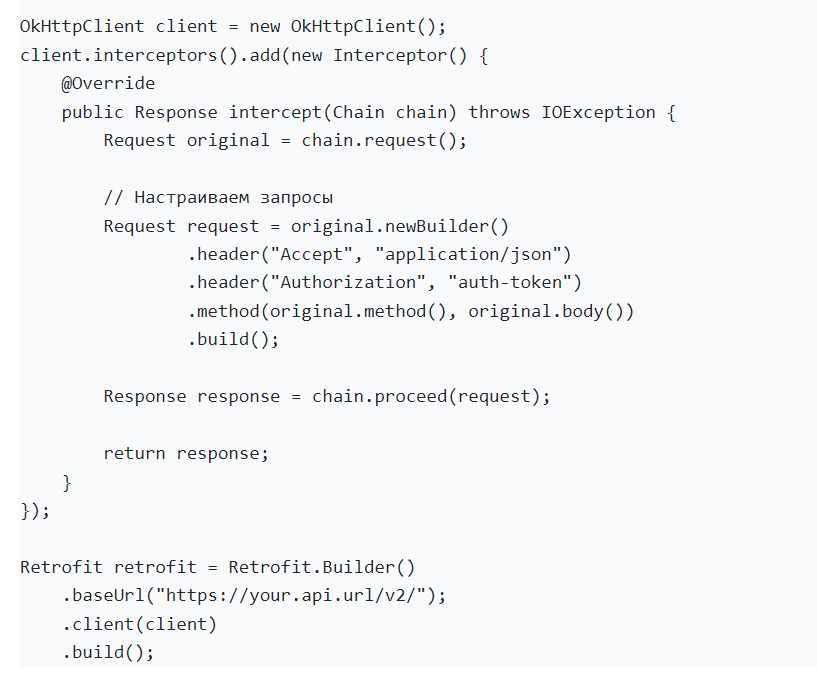 OkHttpClient client = new OkHttpClient();
client.interceptors().add(new Interceptor() {
    @Override
    public Response intercept(Chain chain) throws IOException {
        Request original = chain.request();

        // Настраиваем запросы
        Request request = original.newBuilder()
                .header("Accept", "application/json")
                .header("Authorization", "auth-token")
                .method(original.method(), original.body())
                .build();

        Response response = chain.proceed(request);

        return response;
    }
});

Retrofit retrofit = Retrofit.Builder()
    .baseUrl("https://your.api.url/v2/");
    .client(client)
    .build();